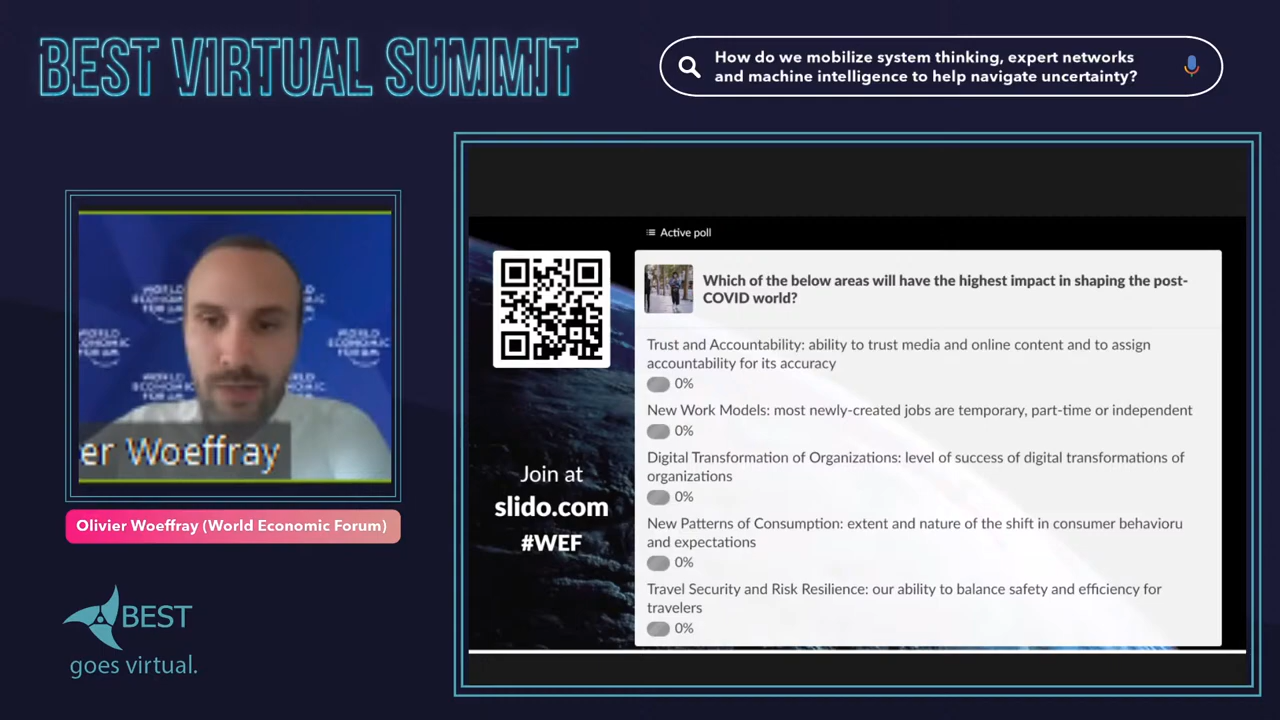 BEST VIRTUAL SUMMIT
How do we mobilize system thinking, expert networks
and machine intelligence to help navigate uncertainty?
WORLD
ECONOMIC
FORUM
er Woeffray
Olivier Woeffray (World Economic Forum)
BEST
goes virtual.
Join at
slido.com
#WEF
Active poll
Which of the below areas will have the highest impact in shaping the post-
COVID world?
Trust and Accountability: ability to trust media and online content and to assign
accountability for its accuracy
0%
New Work Models: most newly-created jobs are temporary, part-time or independent
0%
Digital Transformation of Organizations: level of success of digital transformations of
organizations
0%
New Patterns of Consumption: extent and nature of the shift in consumer behavioru
and expectations
0%
Travel Security and Risk Resilience: our ability to balance safety and efficiency for
travelers
0%